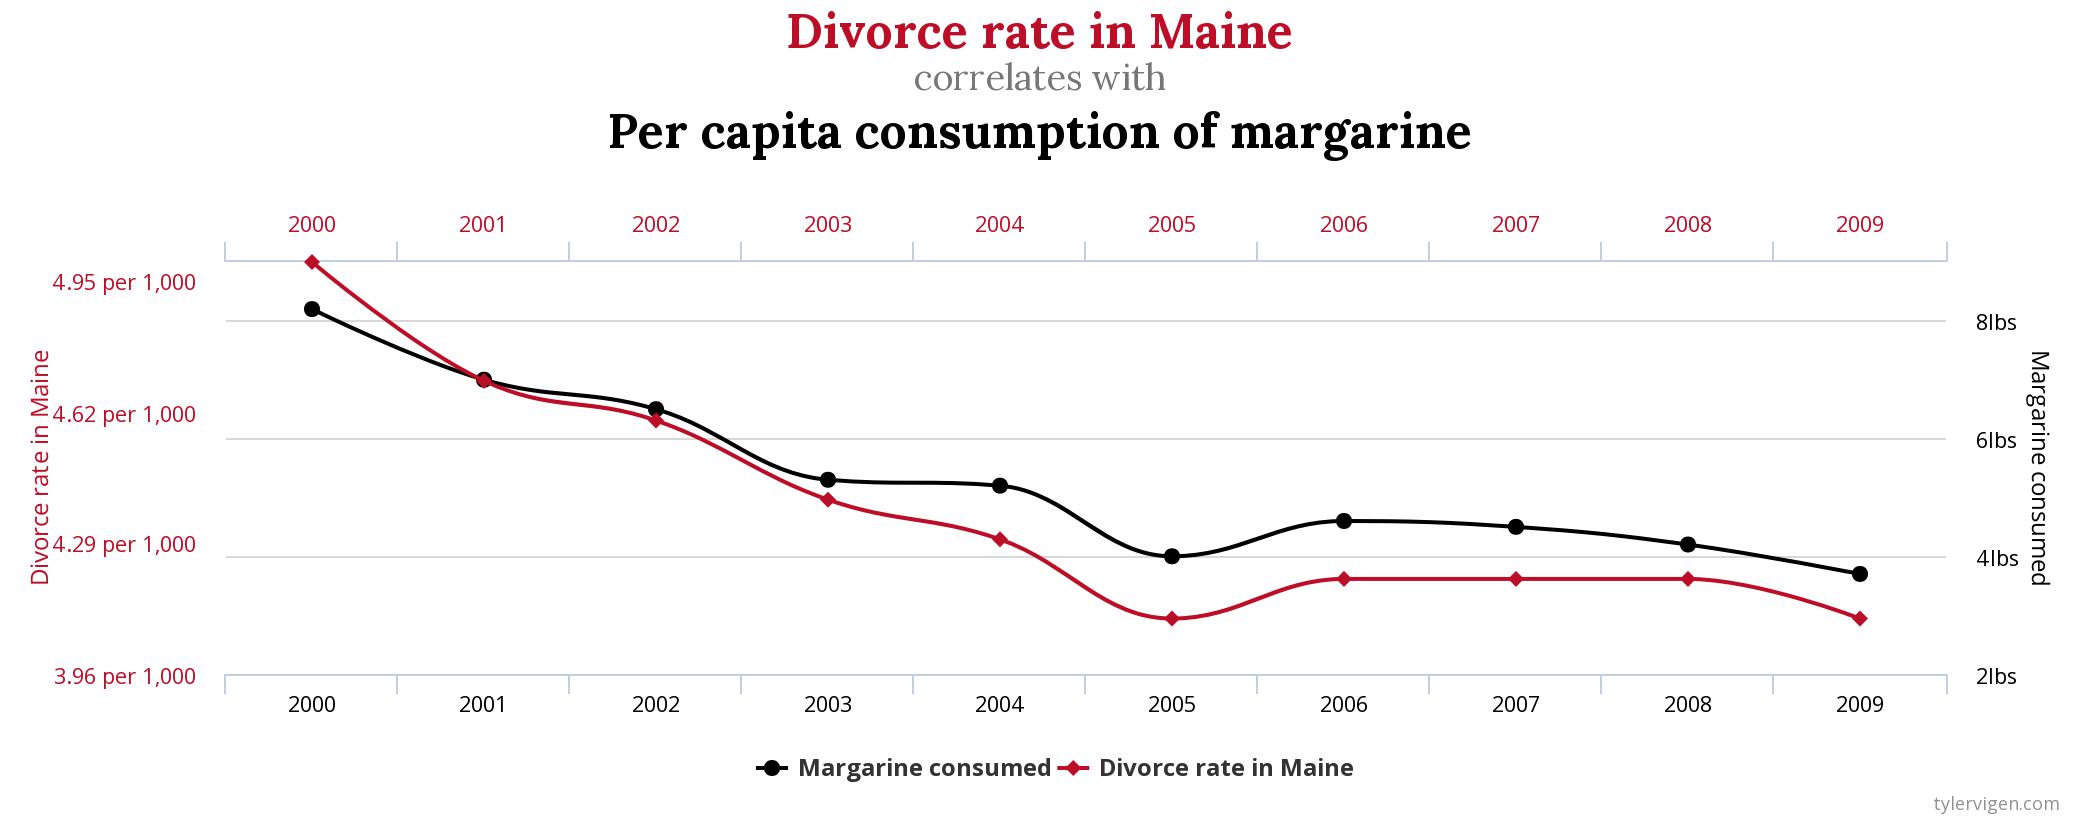 Divorce rate in Maine
correlates with
Per capita consumption of margarine
2000 2001 2002 2003 2004 2005 2006 2007 2008 2009
4.95 per 1,000
8lbs
4.62 per 1,000
6lbs
4.29 per 1,000
4lbs
3.96 per 1,000
2lbs
Divorce rate in Maine
Margarine consumed
2000 2001 2002 2003 2004 2005 2006 2007 2008 2009
Margarine consumed Divorce rate in Maine
tylervigen.com